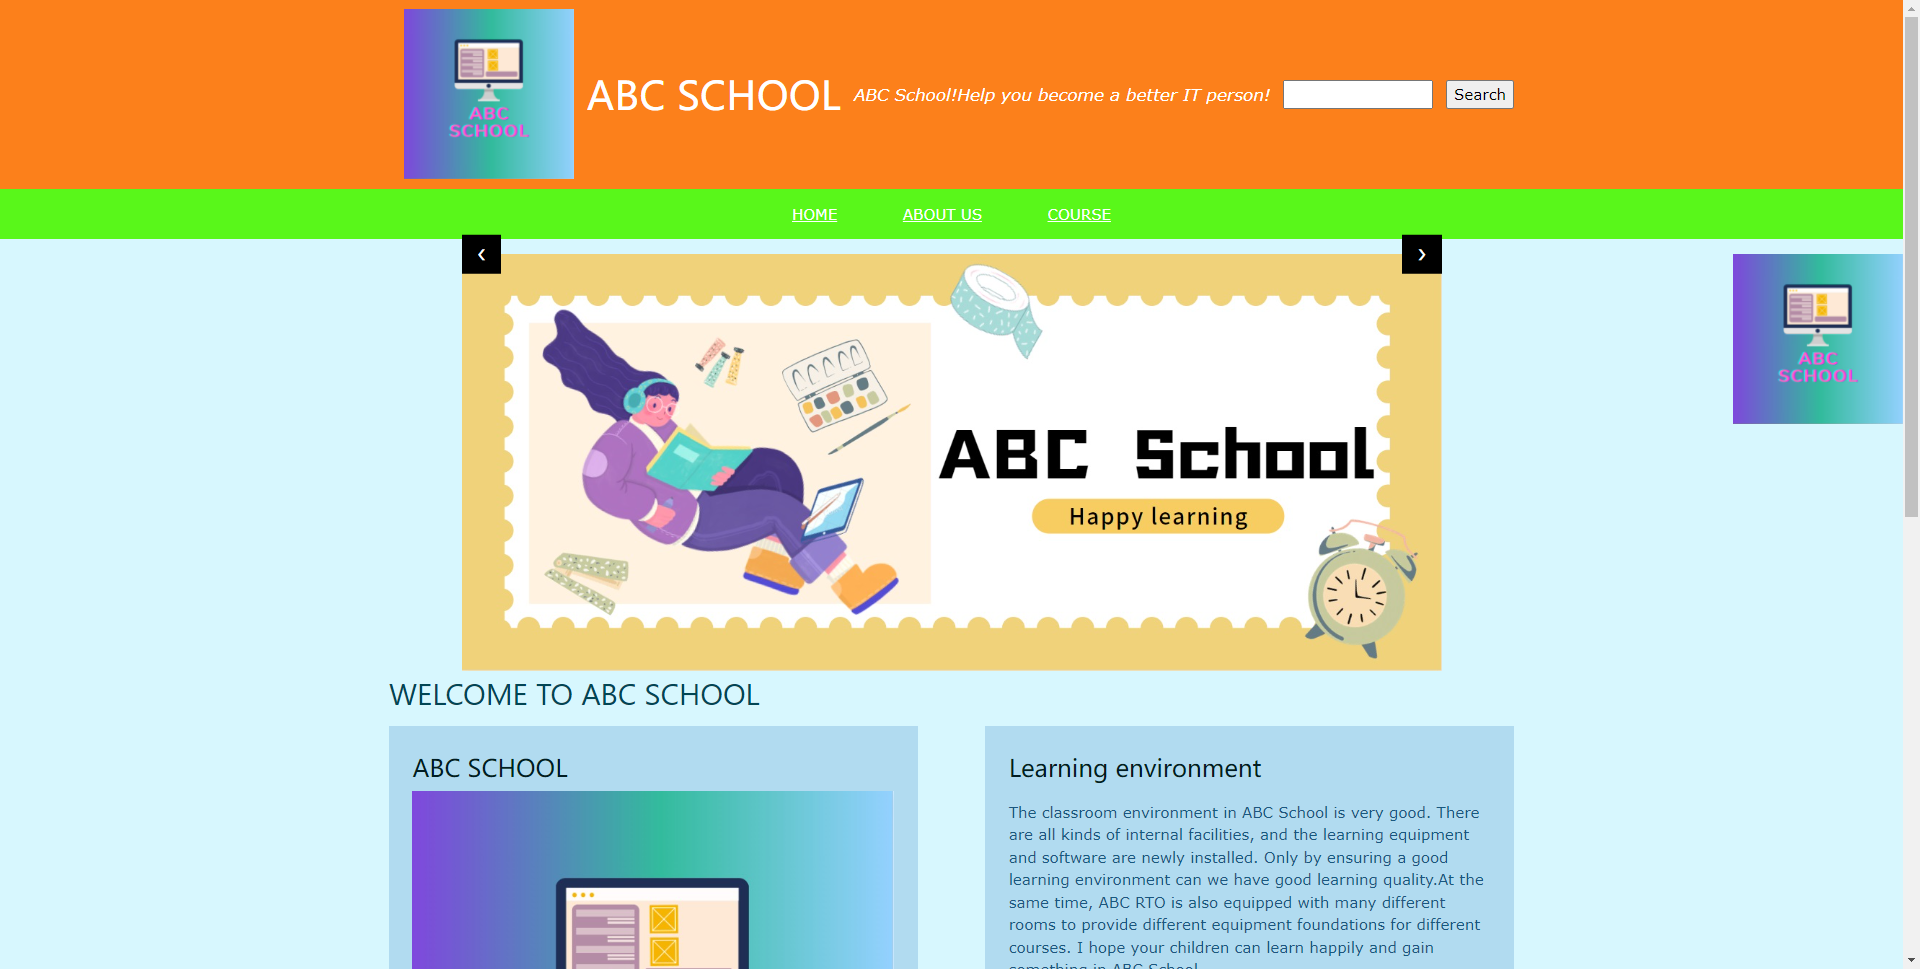 ABC
SCHOOL
ABC SCHOOL
ABC School!Help you become a better IT person!
Search
HOME
ABOUT US
COURSE
❮
❯
ABC School
Happy learning
ABC
SCHOOL
WELCOME TO ABC SCHOOL
ABC SCHOOL
Learning environment
The classroom environment in ABC School is very good. There
are all kinds of internal facilities, and the learning equipment
and software are newly installed. Only by ensuring a good
learning environment can we have good learning quality.At the
same time, ABC RTO is also equipped with many different
rooms to provide different equipment foundations for different
courses. I hope your children can learn happily and gain
something in ABC School